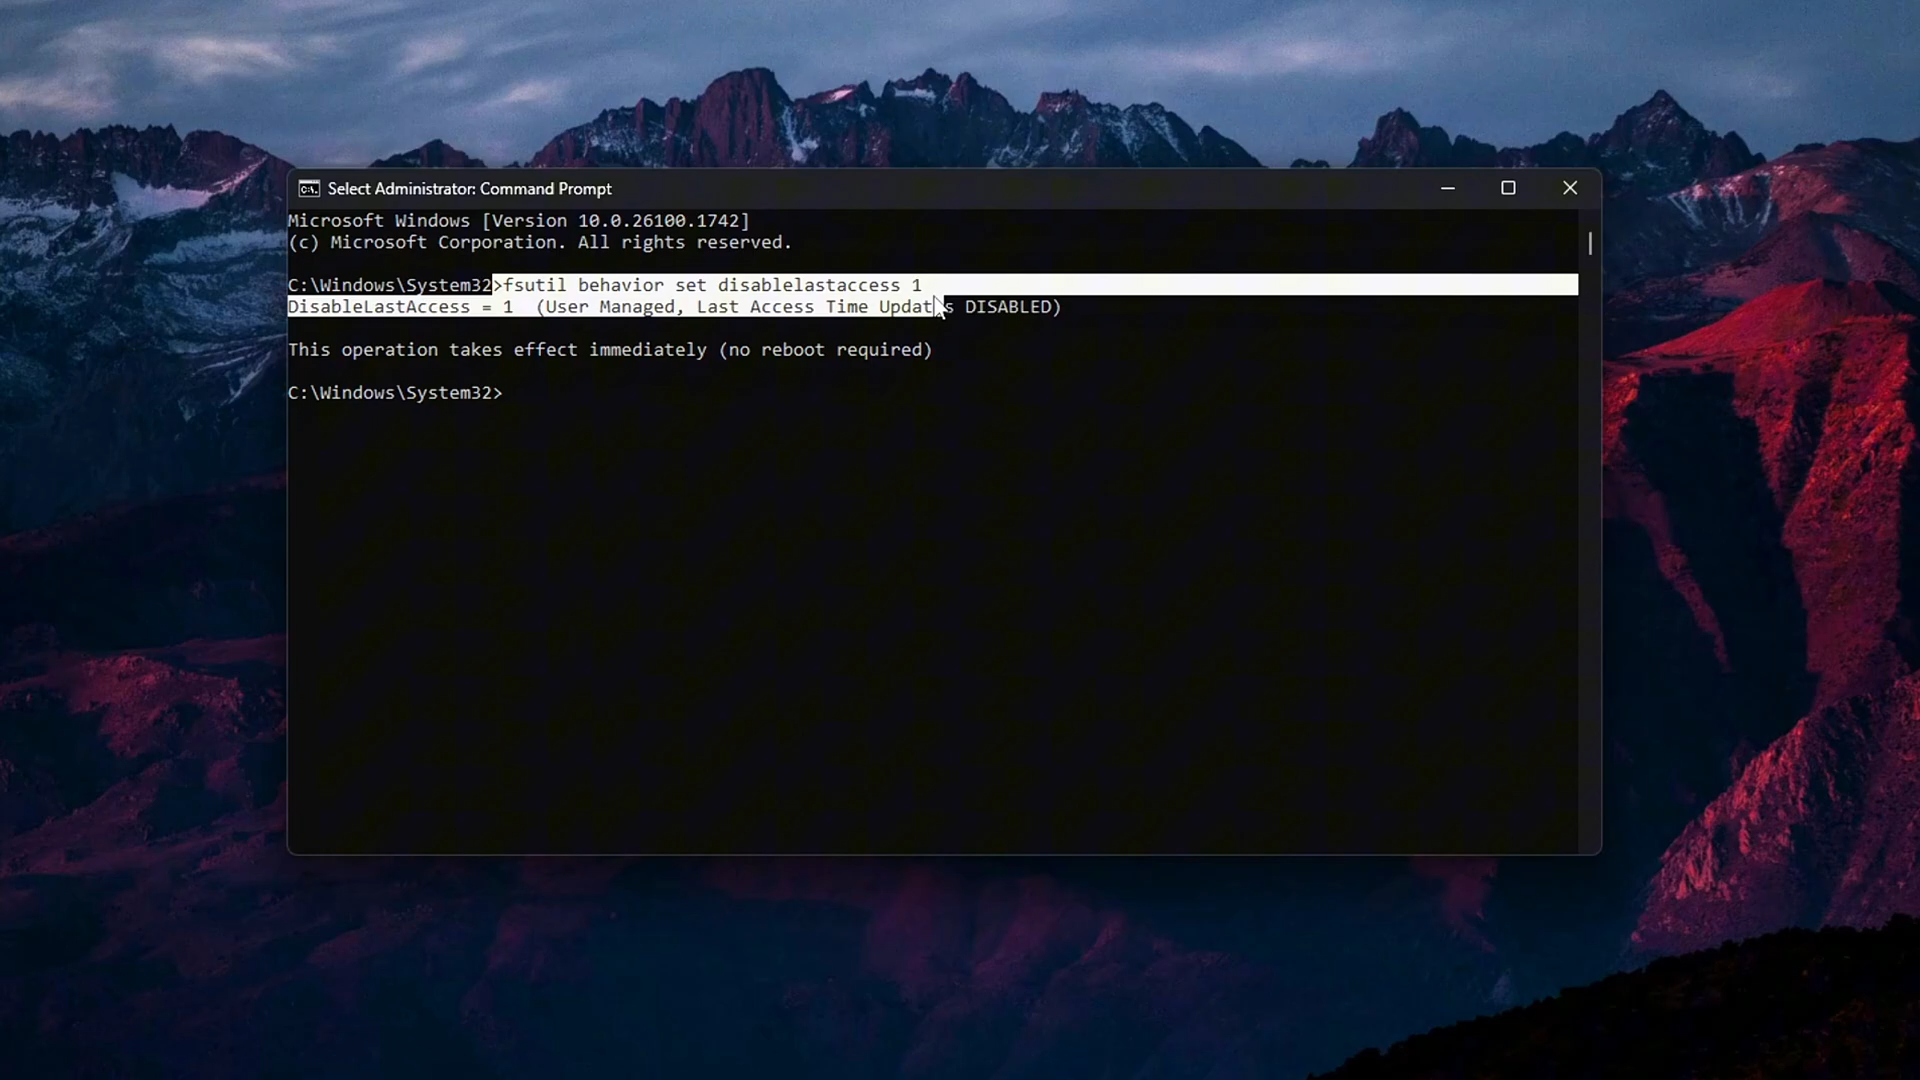 Select Administrator: Command Prompt
Microsoft Windows [Version 10.0.26100.1742]
(c) Microsoft Corporation. All rights reserved.
C:\Windows\System32>fsutil behavior set disablelastaccess 1
DisableLastAccess = 1  (User Managed, Last Access Time Updates DISABLED)
This operation takes effect immediately (no reboot required)
C:\Windows\System32>